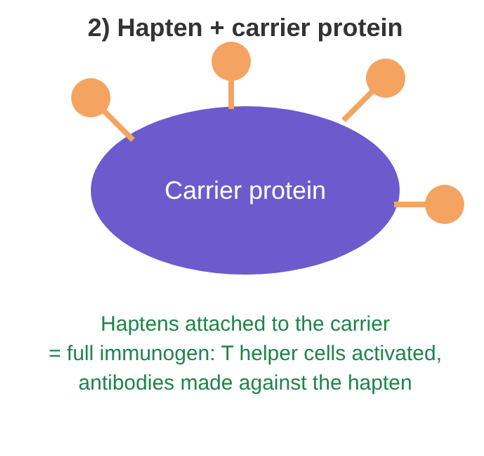 2) Hapten + carrier protein
Carrier protein
Haptens attached to the carrier
= full immunogen: T helper cells activated,
antibodies made against the hapten